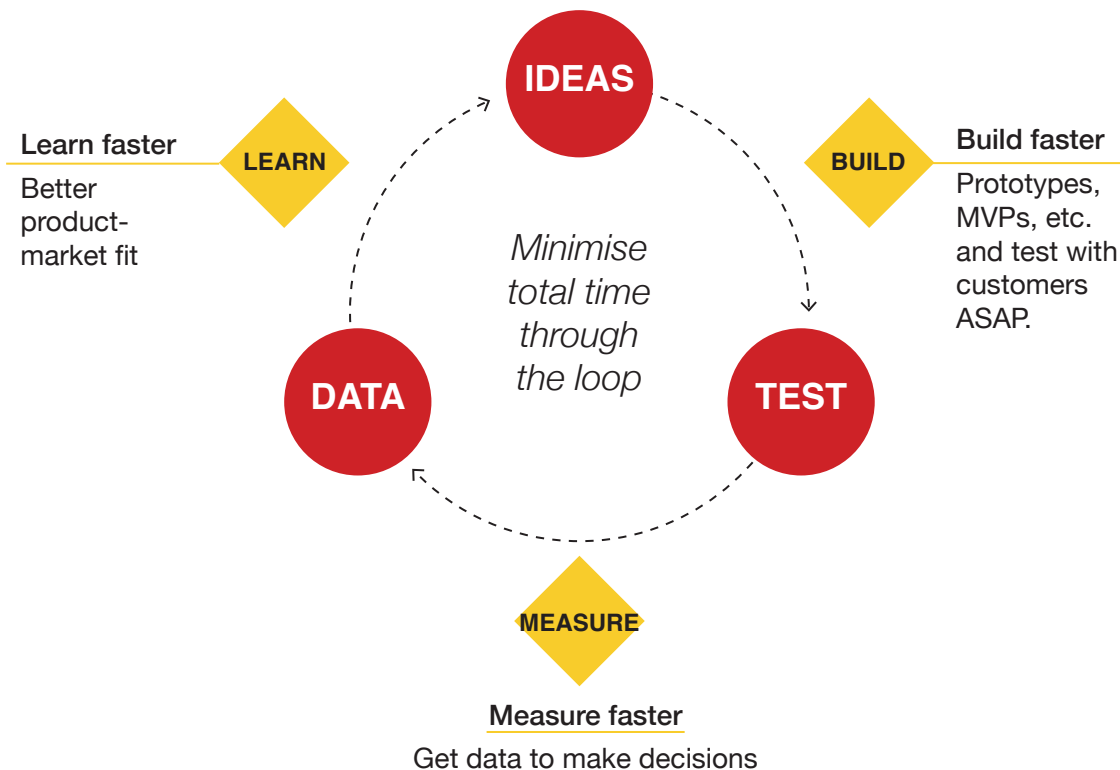 IDEAS
Learn faster
LEARN
Better
product-
market fit
BUILD
Build faster
Prototypes,
MVPs, etc.
and test with
customers
ASAP.
Minimise
total time
through
the loop
DATA
TEST
MEASURE
Measure faster
Get data to make decisions